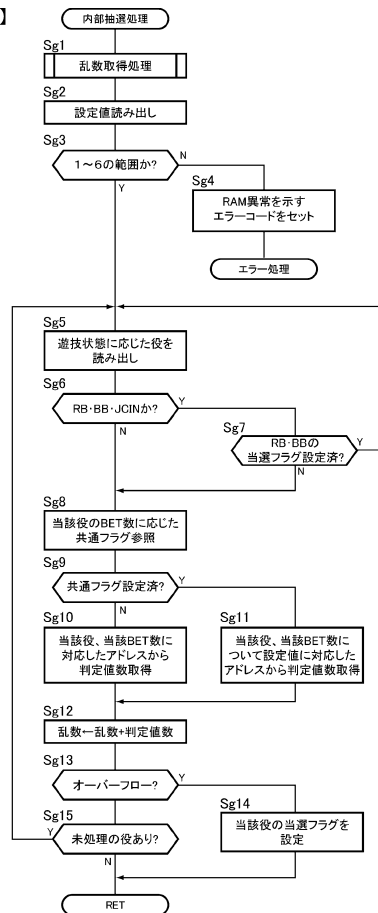 】
内部抽選処理
Sg1
乱数取得処理
Sg2
設定値読み出し
Sg3
1～6の範囲か?
N
Y
Sg4
RAM異常を示す
エラーコードをセット
エラー処理
Sg5
遊技状態に応じた役を
読み出し
Sg6
RB・BB・JCINか?
Y
N
Sg7
RB・BBの
当選フラグ設定済?
Y
N
Sg8
当該役のBET数に応じた
共通フラグ参照
Sg9
共通フラグ設定済?
Y
N
Sg10
当該役、当該BET数に
対応したアドレスから
判定値数取得
Sg11
当該役、当該BET数に
ついて設定値に対応した
アドレスから判定値数取得
Sg12
乱数←乱数+判定値数
Sg13
オーバーフロー?
Y
N
Sg14
当該役の当選フラグを
設定
Sg15
Y
未処理の役あり?
N
RET